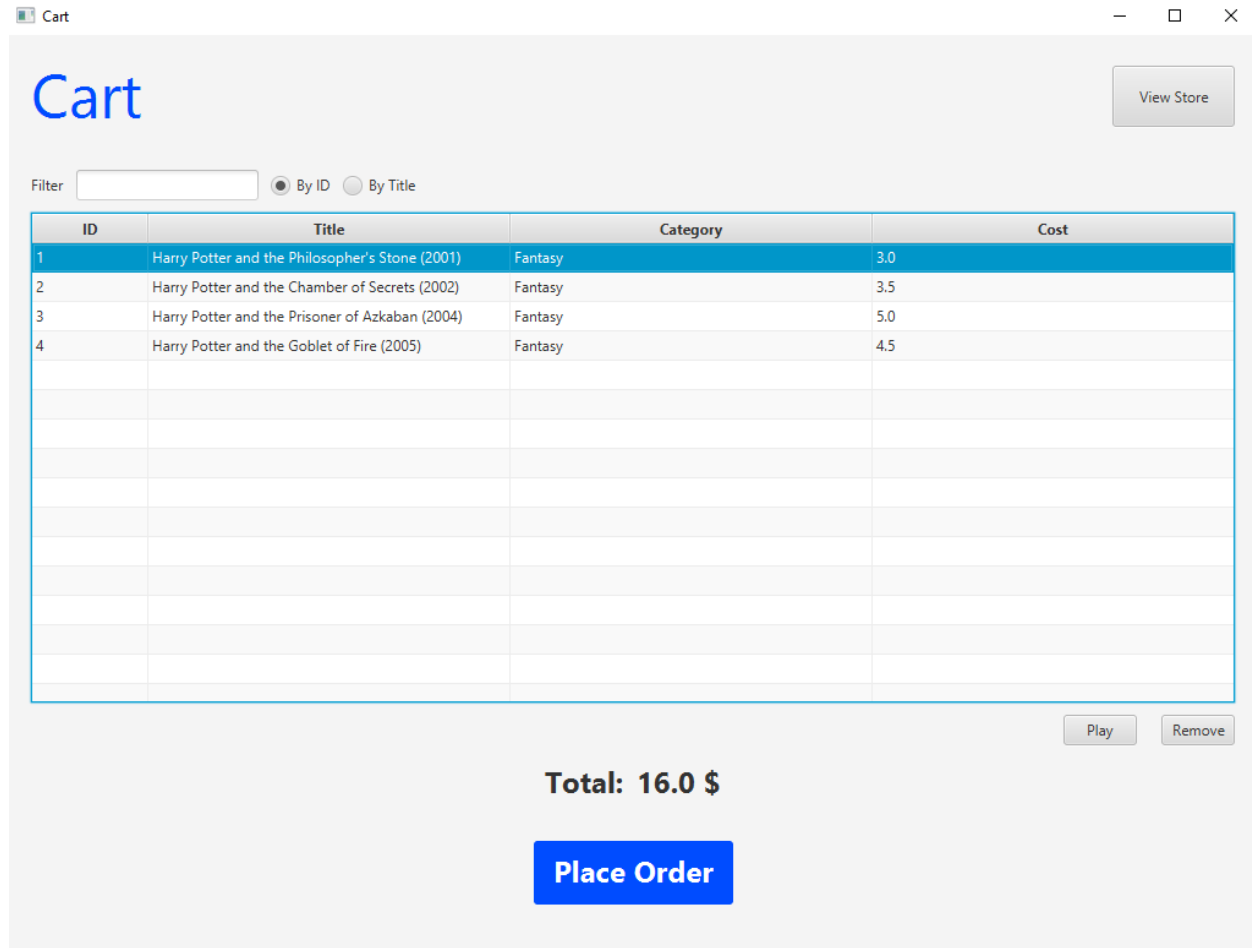 Cart
Cart
View Store
Filter By ID By Title
ID Title Category Cost
1 Harry Potter and the Philosopher's Stone (2001) Fantasy 3.0
2 Harry Potter and the Chamber of Secrets (2002) Fantasy 3.5
3 Harry Potter and the Prisoner of Azkaban (2004) Fantasy 5.0
4 Harry Potter and the Goblet of Fire (2005) Fantasy 4.5
Play Remove
Total: 16.0 $
Place Order